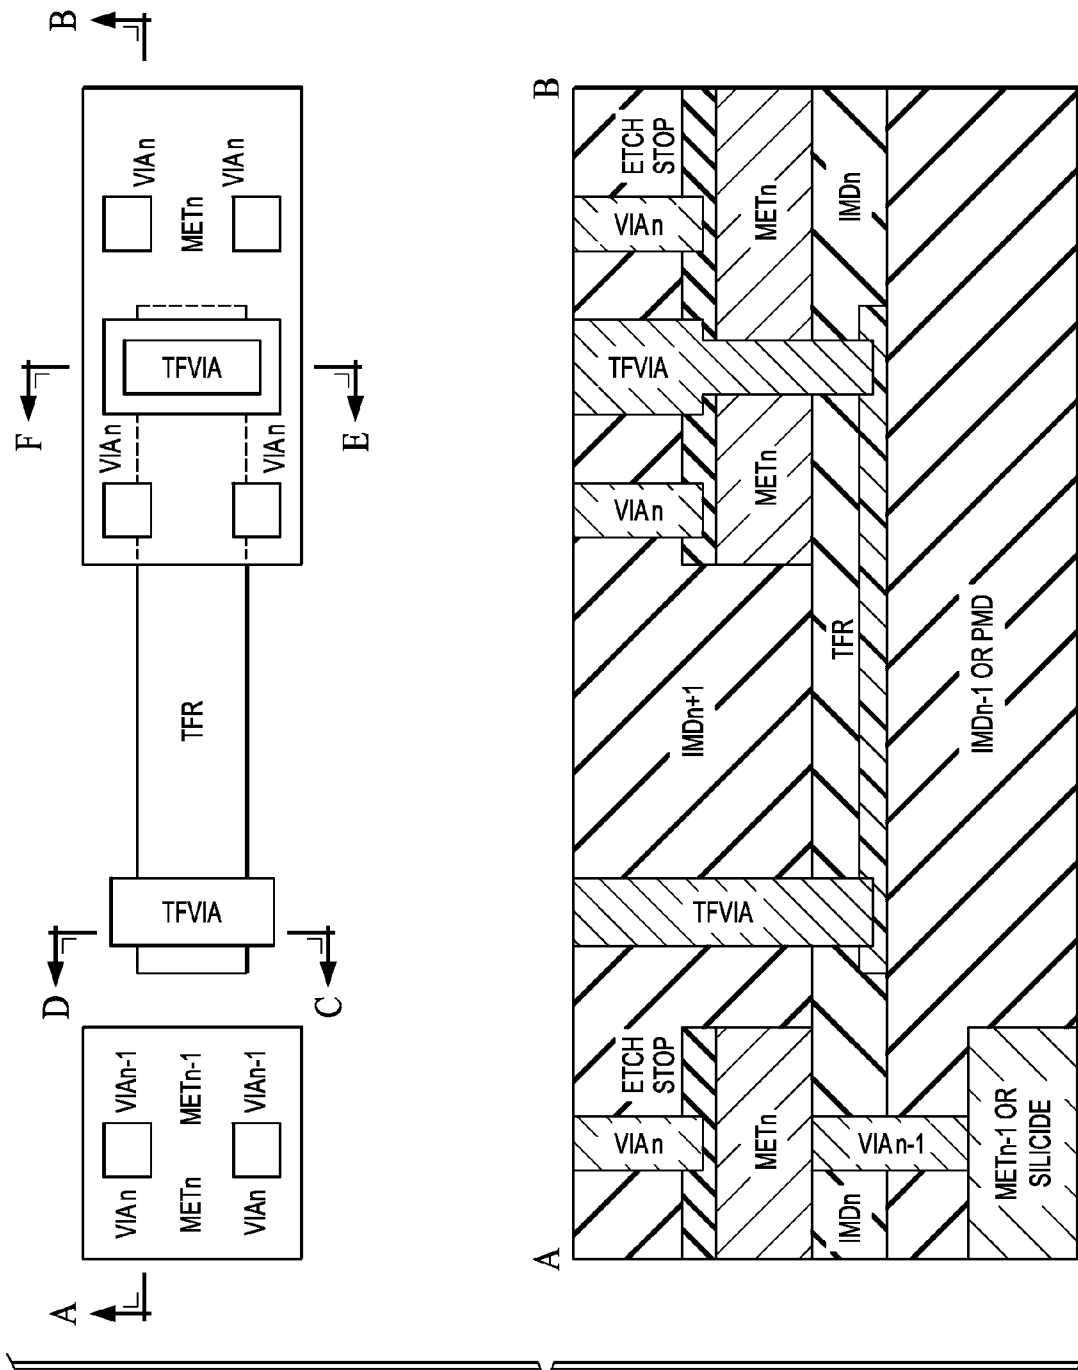 A
B
VIAn
VIAn-1
METn
METn-1
VIAn
VIAn-1
D
C
TFVIA
TFR
F
E
VIAn
VIAn
TFVIA
VIAn
METn
VIAn
A
B
VIAn
ETCH
STOP
METn
IMDn
VIAn-1
METn-1 OR
SILICIDE
TFVIA
IMDn+1
TFR
IMDn-1 OR PMD
VIAn
METn
TFVIA
VIAn
ETCH
STOP
METn
IMDn